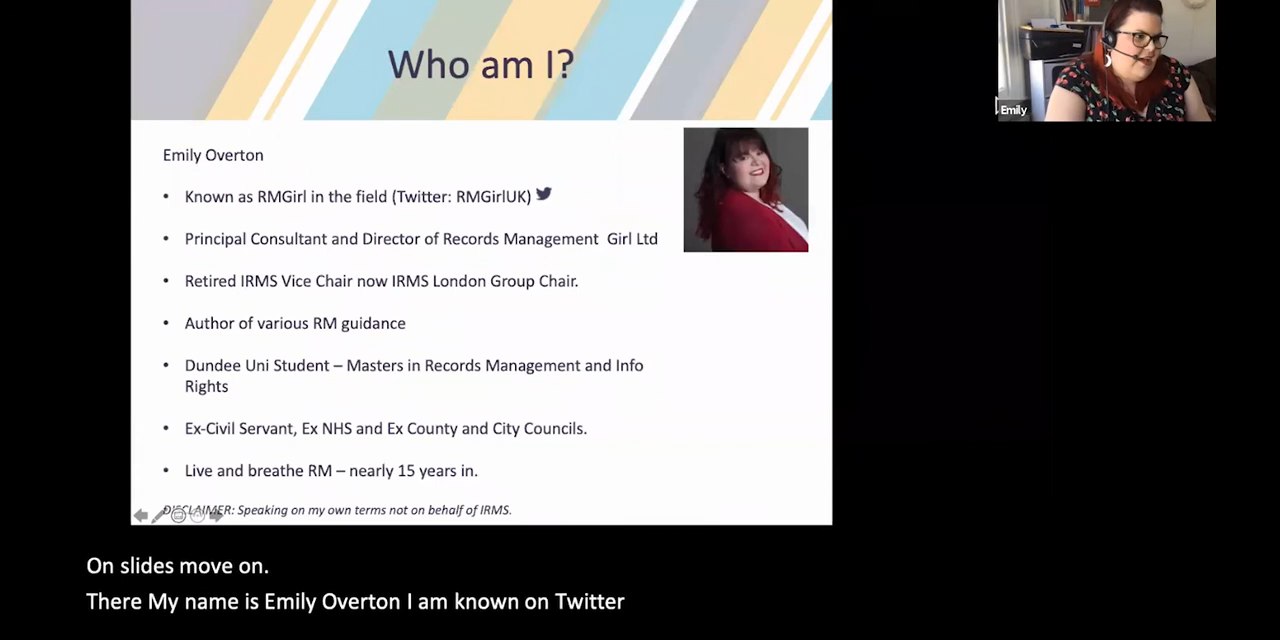 Who am I?
Emily
Emily Overton
• Known as RMGirl in the field (Twitter: RMGirlUK)
• Principal Consultant and Director of Records Management Girl Ltd
• Retired IRMS Vice Chair now IRMS London Group Chair.
• Author of various RM guidance
• Dundee Uni Student – Masters in Records Management and Info
Rights
• Ex-Civil Servant, Ex NHS and Ex County and City Councils.
• Live and breathe RM – nearly 15 years in.
DISCLAIMER: Speaking on my own terms not on behalf of IRMS.
On slides move on.
There My name is Emily Overton I am known on Twitter